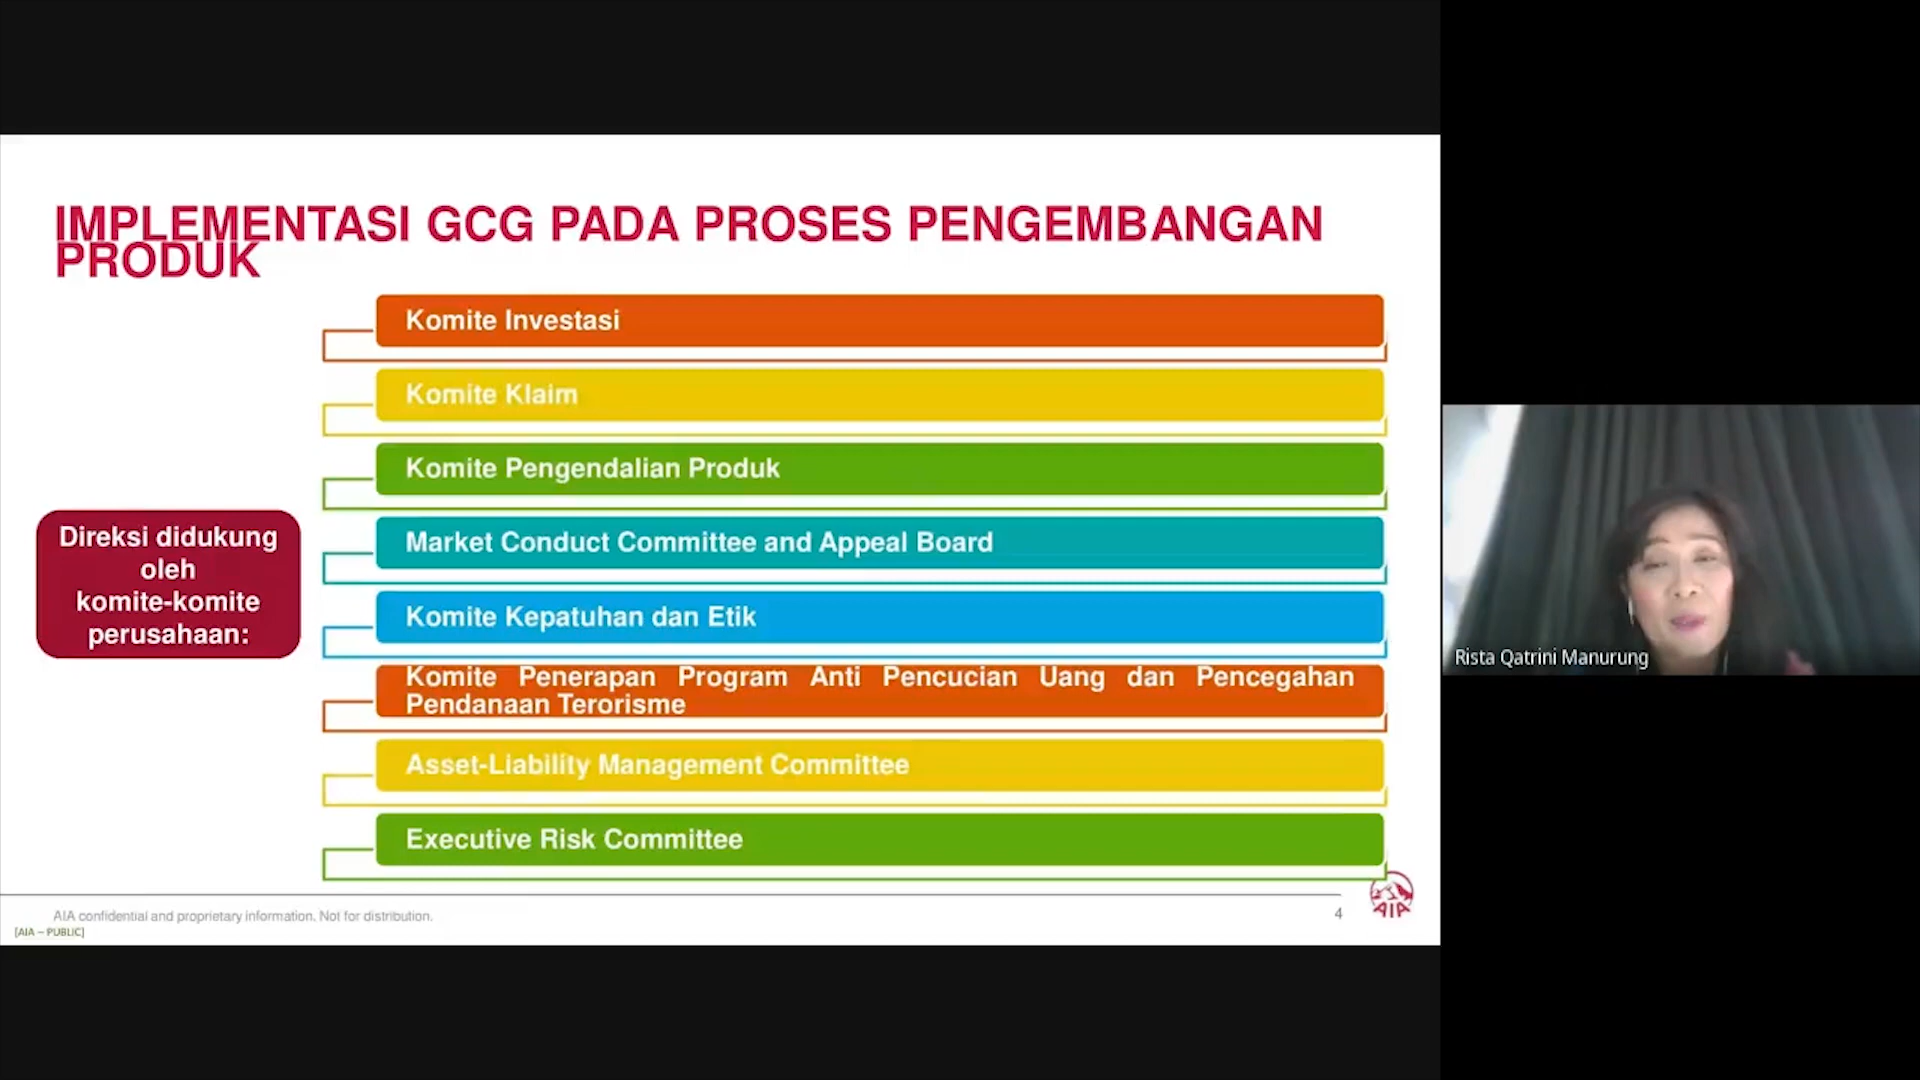 IMPLEMENTASI GCG PADA PROSES PENGEMBANGAN
PRODUK
Direksi didukung
oleh
komite-komite
perusahaan:
Komite Investasi
Komite Klaim
Komite Pengendalian Produk
Market Conduct Committee and Appeal Board
Komite Kepatuhan dan Etik
Komite Penerapan Program Anti Pencucian Uang dan Pencegahan
Pendanaan Terorisme
Asset-Liability Management Committee
Executive Risk Committee
AIA confidential and proprietary information. Not for distribution.
[AIA – PUBLIC]
4
AIA
Rista Qatrini Manurung